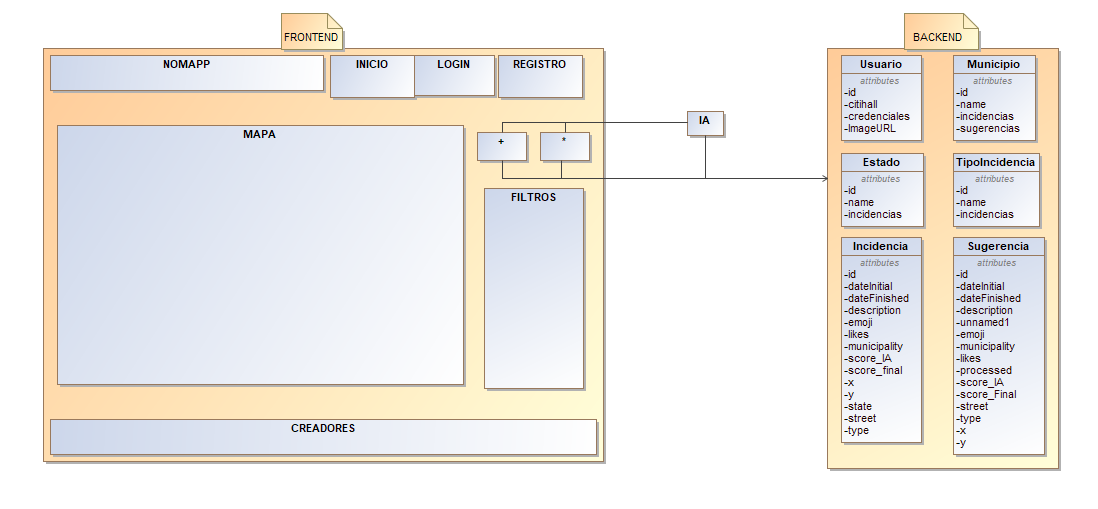 FRONTEND
NOMAPP
INICIO
LOGIN
REGISTRO
MAPA
+
*
IA
FILTROS
CREADORES
BACKEND
Usuario
attributes
-id
-citihall
-credenciales
-ImageURL
Municipio
attributes
-id
-name
-incidencias
-sugerencias
Estado
attributes
-id
-name
-incidencias
TipoIncidencia
attributes
-id
-name
-incidencias
Incidencia
attributes
-id
-dateInitial
-dateFinished
-description
-emoji
-likes
-municipality
-score_IA
-score_final
-x
-y
-state
-street
-type
Sugerencia
attributes
-id
-dateInitial
-dateFinished
-description
-unnamed1
-emoji
-municipality
-likes
-processed
-score_IA
-score_Final
-street
-type
-x
-y